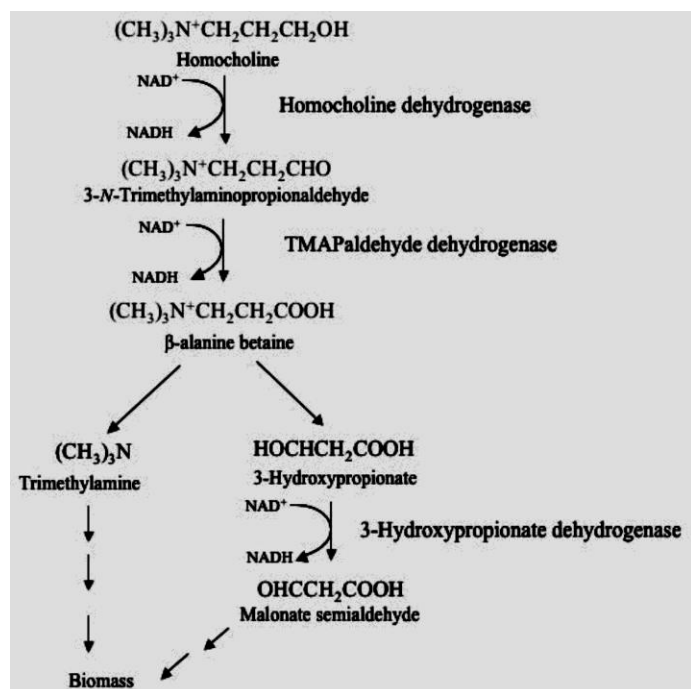 (CH₃)₃N⁺CH₂CH₂CH₂OH
Homocholine
NAD⁺
Homocholine dehydrogenase
NADH
(CH₃)₃N⁺CH₂CH₂CHO
3-N-Trimethylaminopropionaldehyde
NAD⁺
TMAPaldehyde dehydrogenase
NADH
(CH₃)₃N⁺CH₂CH₂COOH
β-alanine betaine
(CH₃)₃N
Trimethylamine
HOCHCH₂COOH
3-Hydroxypropionate
NAD⁺
3-Hydroxypropionate dehydrogenase
NADH
OHCCH₂COOH
Malonate semialdehyde
Biomass